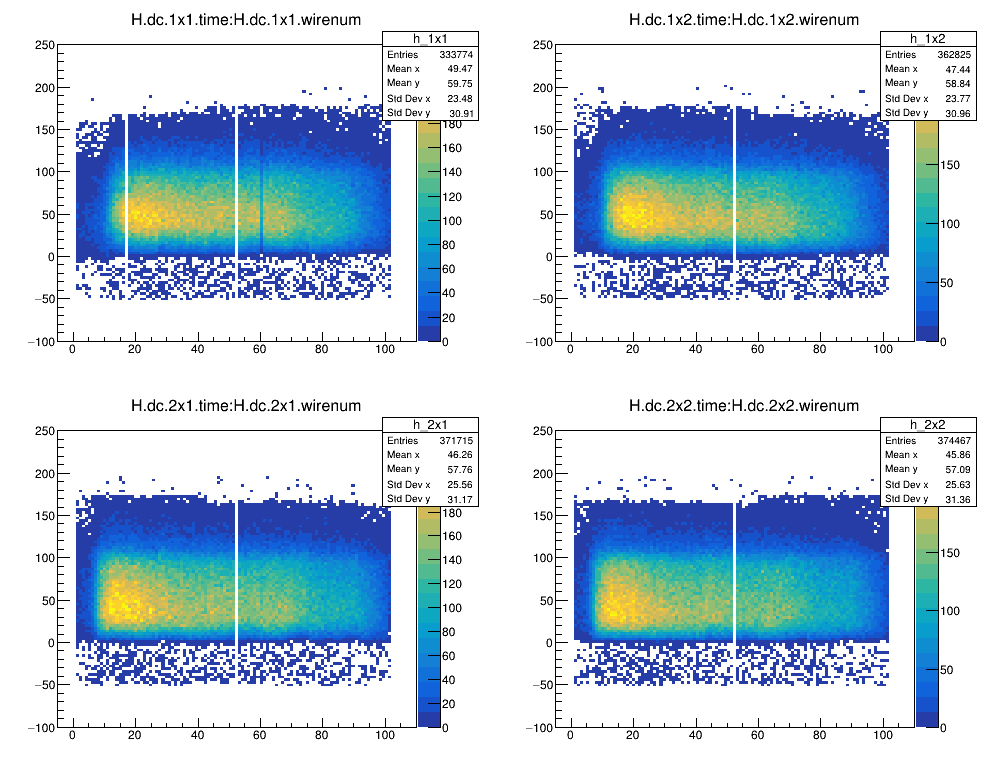 H.dc.1x1.time:H.dc.1x1.wirenum
h_1x1
Entries 333774
Mean x 49.47
Mean y 59.75
Std Dev x 23.48
Std Dev y 30.91
250
200
150
100
50
0
−50
−100
0 20 40 60 80 100
180
160
140
120
100
80
60
40
20
0
H.dc.1x2.time:H.dc.1x2.wirenum
h_1x2
Entries 362825
Mean x 47.44
Mean y 58.84
Std Dev x 23.77
Std Dev y 30.96
250
200
150
100
50
0
−50
−100
0 20 40 60 80 100
150
100
50
0
H.dc.2x1.time:H.dc.2x1.wirenum
h_2x1
Entries 371715
Mean x 46.26
Mean y 57.76
Std Dev x 25.56
Std Dev y 31.17
250
200
150
100
50
0
−50
−100
0 20 40 60 80 100
180
160
140
120
100
80
60
40
20
0
H.dc.2x2.time:H.dc.2x2.wirenum
h_2x2
Entries 374467
Mean x 45.86
Mean y 57.09
Std Dev x 25.63
Std Dev y 31.36
250
200
150
100
50
0
−50
−100
0 20 40 60 80 100
150
100
50
0